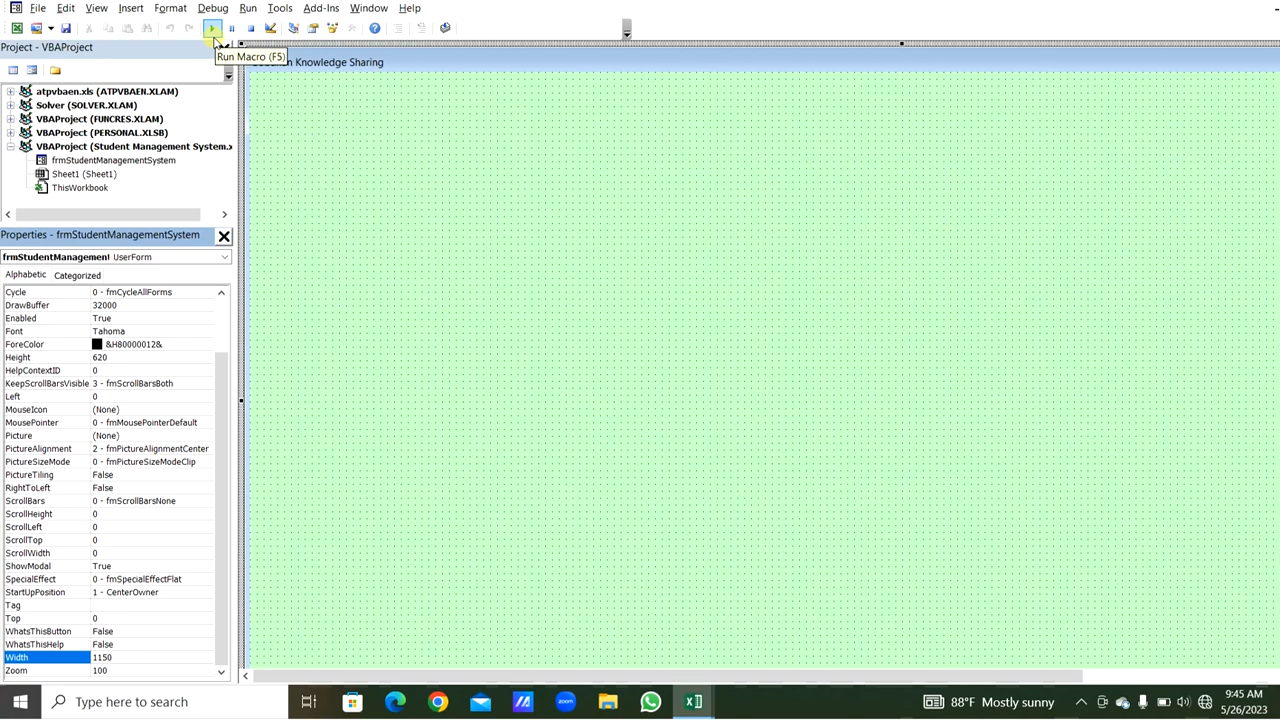 File Edit View Insert Format Debug Run Tools Add-Ins Window Help
Project - VBAProject
Run Macro (F5)
n Knowledge Sharing
atpvbaen.xls (ATPVBAEN.XLAM)
Solver (SOLVER.XLAM)
VBAProject (FUNCRES.XLAM)
VBAProject (PERSONAL.XLSB)
VBAProject (Student Management System.x
frmStudentManagementSystem
Sheet1 (Sheet1)
ThisWorkbook
Properties - frmStudentManagementSystem
frmStudentManagement UserForm
Alphabetic Categorized
Cycle 0 - fmCycleAllForms
DrawBuffer 32000
Enabled True
Font Tahoma
ForeColor &H80000012&
Height 620
HelpContextID 0
KeepScrollBarsVisible 3 - fmScrollBarsBoth
Left 0
MouseIcon (None)
MousePointer 0 - fmMousePointerDefault
Picture (None)
PictureAlignment 2 - fmPictureAlignmentCenter
PictureSizeMode 0 - fmPictureSizeModeClip
PictureTiling False
RightToLeft False
ScrollBars 0 - fmScrollBarsNone
ScrollHeight 0
ScrollLeft 0
ScrollTop 0
ScrollWidth 0
ShowModal True
SpecialEffect 0 - fmSpecialEffectFlat
StartUpPosition 1 - CenterOwner
Tag
Top 0
WhatsThisButton False
WhatsThisHelp False
Width 1150
Zoom 100
Type here to search
88°F Mostly sunny
9:45 AM
5/26/2023